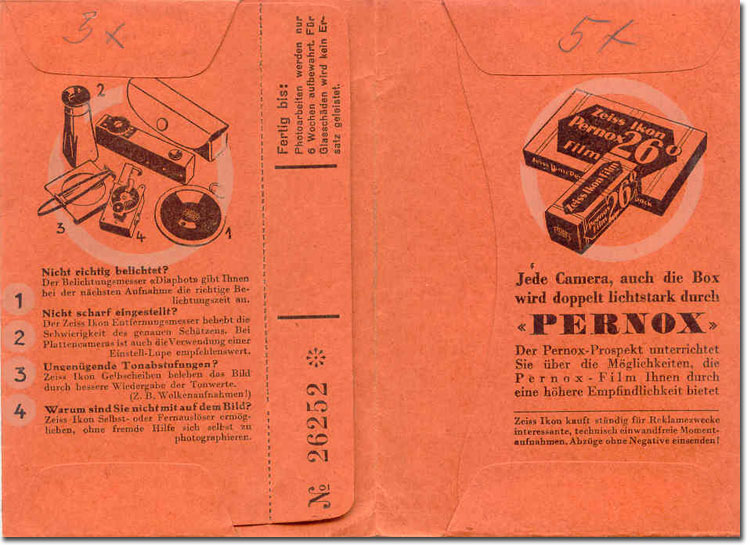 3x
2
3
4
1
Nicht richtig belichtet?
Der Belichtungsmesser «Diaphot» gibt Ihnen
bei der nächsten Aufnahme die richtige Be-
lichtungszeit an.
Nicht scharf eingestellt?
Der Zeiss Ikon Entfernungsmesser behebt die
Schwierigkeit des genauen Schätzens. Bei
Plattencameras ist auch die Verwendung einer
Einstell-Lupe empfehlenswert.
Ungenügende Tonabstufungen?
Zeiss Ikon Gelbscheiben beleben das Bild
durch bessere Wiedergabe der Tonwerte.
(Z. B. Wolkenaufnahmen!)
Warum sind Sie nicht mit auf dem Bild?
Zeiss Ikon Selbst- oder Fernauslöser ermög-
lichen, ohne fremde Hilfe sich selbst zu
photographieren.
1
2
3
4
Fertig bis:
Photoarbeiten werden nur
6 Wochen aufbewahrt. Für
Glasschäden wird kein Er-
satz geleistet.
№ 26252 *
5x
Zeiss Ikon
Pernox 26°
Film
Zeiss Ikon Film
Pernox
Film 26°
Jede Camera, auch die Box
wird doppelt lichtstark durch
«PERNOX»
Der Pernox-Prospekt unterrichtet
Sie über die Möglichkeiten, die
Pernox-Film Ihnen durch
eine höhere Empfindlichkeit bietet
Zeiss Ikon kauft ständig für Reklamezwecke
interessante, technisch einwandfreie Moment-
aufnahmen. Abzüge ohne Negative einsenden!